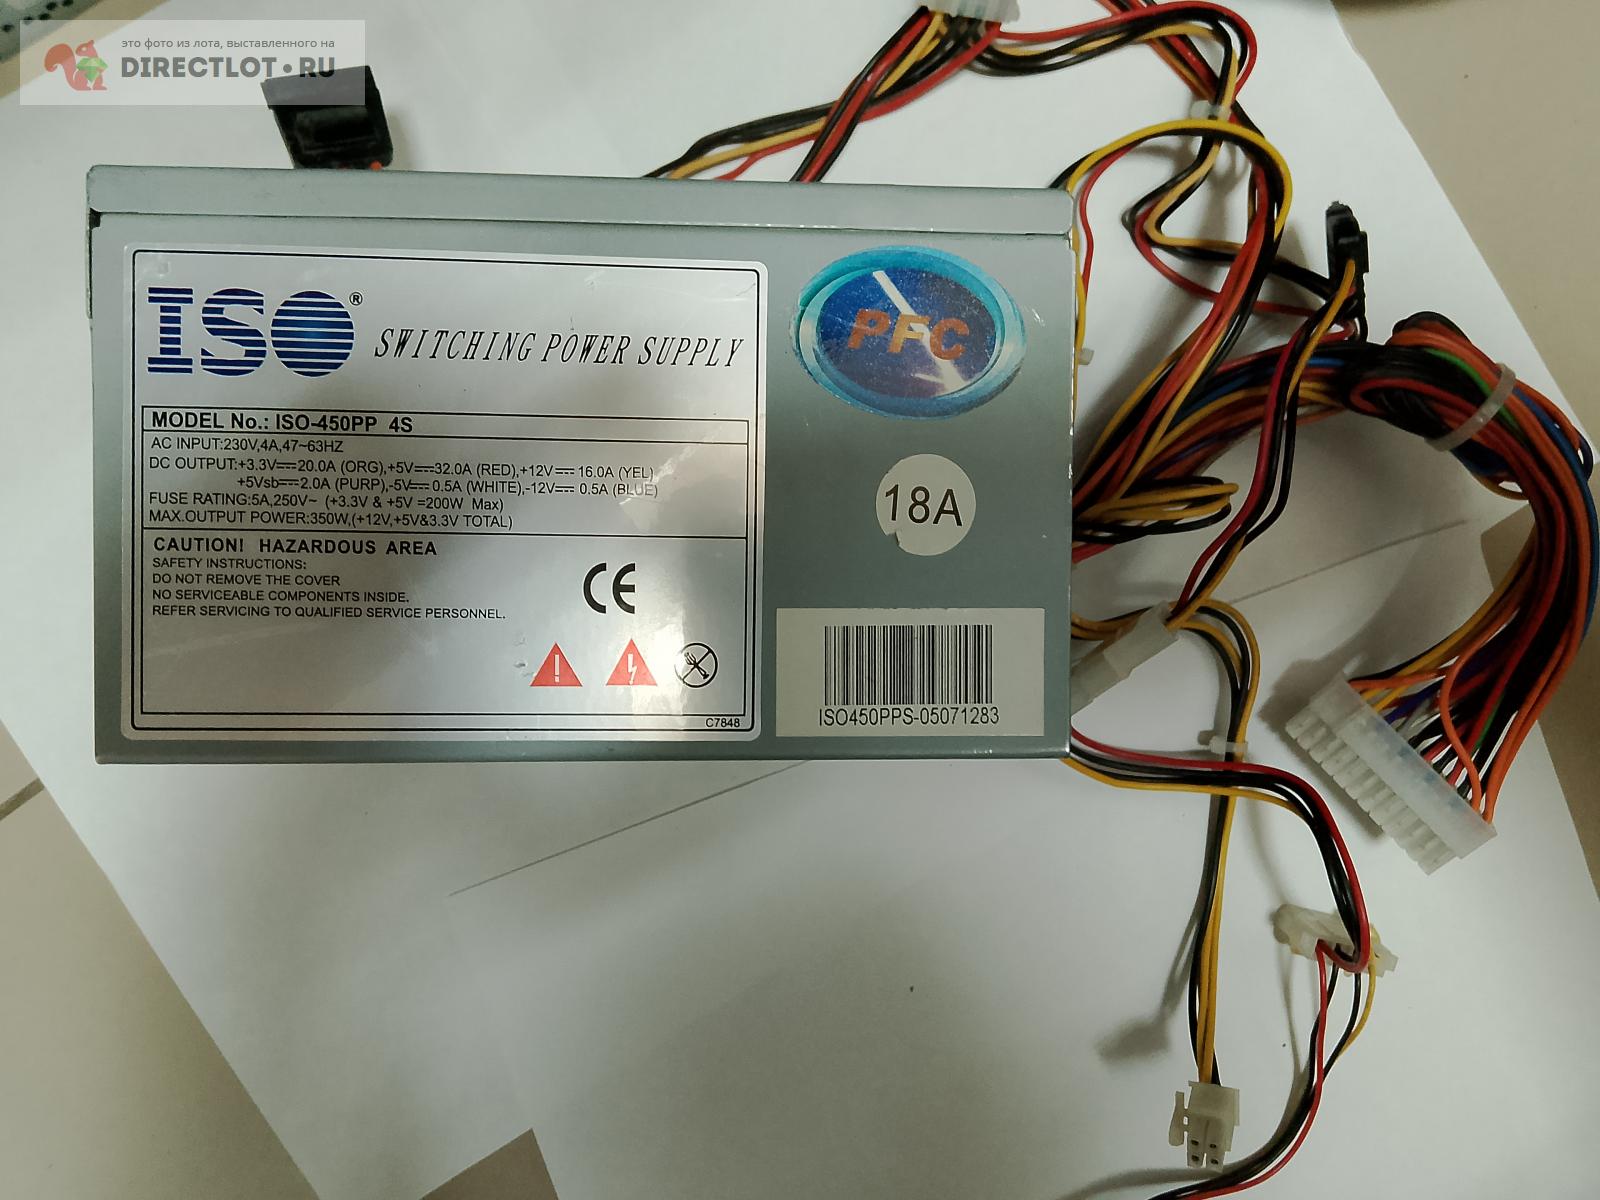 это фото из лота, выставленного на
DIRECTLOT•RU
ISO®
SWITCHING POWER SUPPLY
PFC
MODEL No.: ISO-450PP 4S
AC INPUT:230V,4A,47~63HZ
DC OUTPUT:+3.3V⎓20.0A (ORG),+5V⎓32.0A (RED),+12V⎓16.0A (YEL)
+5Vsb⎓2.0A (PURP),-5V⎓0.5A (WHITE),-12V⎓0.5A (BLUE)
FUSE RATING:5A,250V~ (+3.3V & +5V =200W Max)
MAX.OUTPUT POWER:350W,(+12V,+5V&3.3V TOTAL)
18A
CAUTION! HAZARDOUS AREA
SAFETY INSTRUCTIONS:
DO NOT REMOVE THE COVER
NO SERVICEABLE COMPONENTS INSIDE.
REFER SERVICING TO QUALIFIED SERVICE PERSONNEL.
CE
C7848
ISO450PPS-05071283